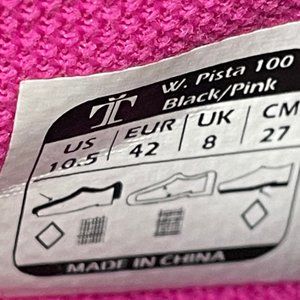 W. Pista 100
Black/Pink
US EUR UK CM
10.5 42 8 27
MADE IN CHINA